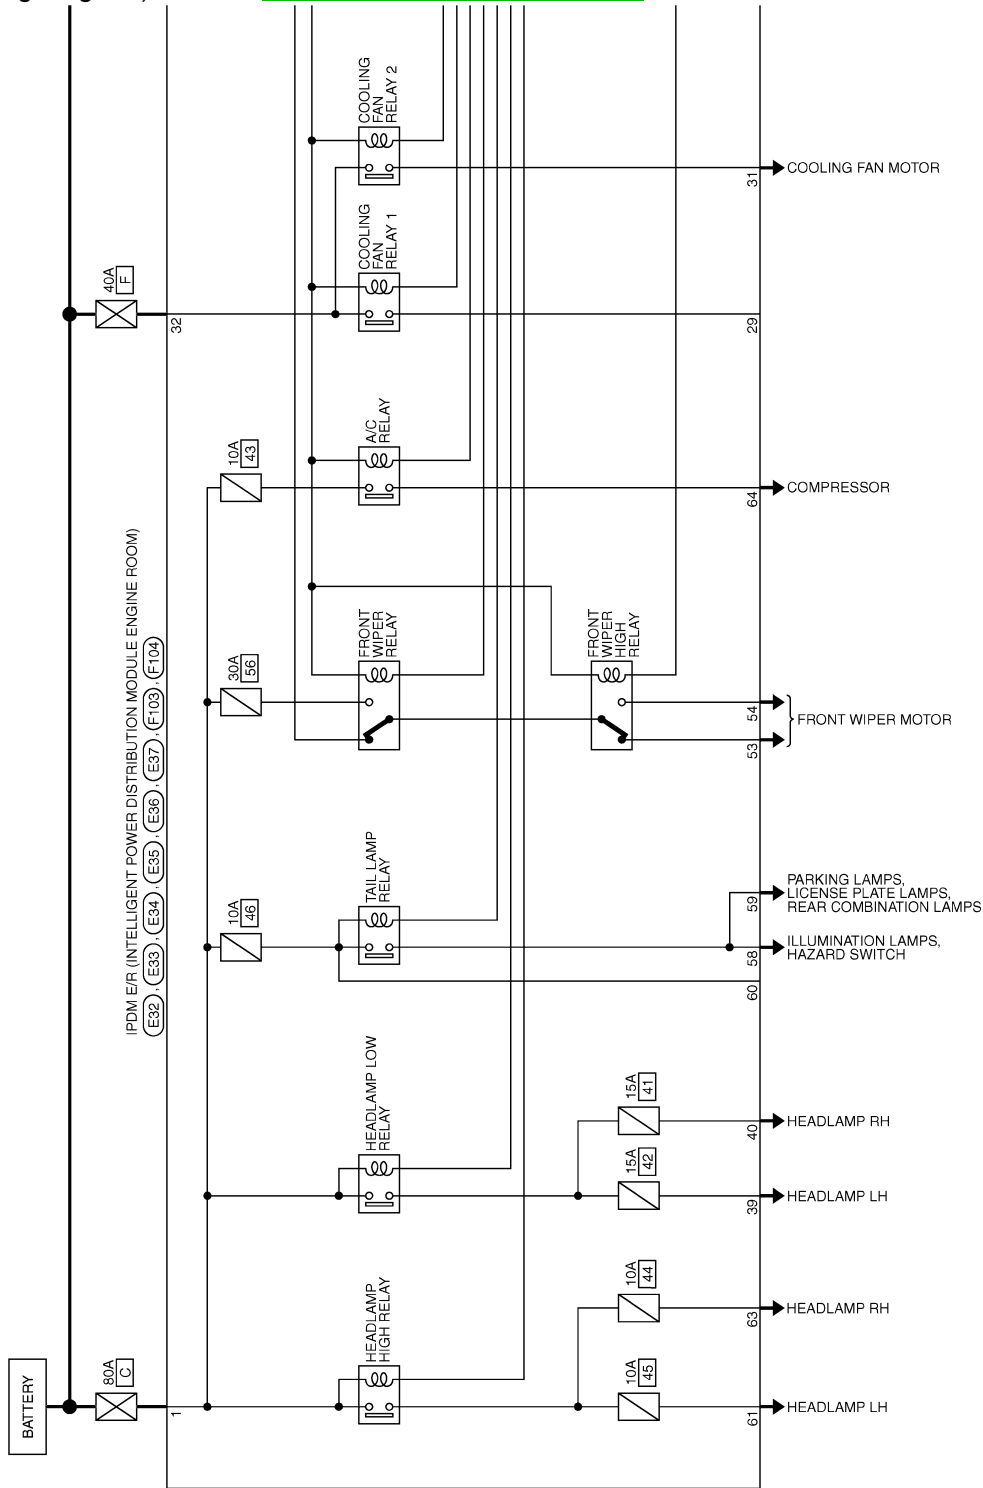 COOLING
FAN
RELAY 2
31
COOLING FAN MOTOR
COOLING
FAN
RELAY 1
40A
F
32
29
A/C
RELAY
10A
43
64
COMPRESSOR
IPDM E/R (INTELLIGENT POWER DISTRIBUTION MODULE ENGINE ROOM)
E32 , E33 , E34 , E35 , E36 , E37 , F103 , F104
30A
56
FRONT
WIPER
RELAY
FRONT
WIPER
HIGH
RELAY
54
53
FRONT WIPER MOTOR
10A
46
TAIL LAMP
RELAY
59
PARKING LAMPS,
LICENSE PLATE LAMPS,
REAR COMBINATION LAMPS
58
ILLUMINATION LAMPS,
HAZARD SWITCH
60
HEADLAMP LOW
RELAY
15A
41
40
HEADLAMP RH
15A
42
39
HEADLAMP LH
HEADLAMP
HIGH RELAY
10A
44
63
HEADLAMP RH
10A
45
61
HEADLAMP LH
BATTERY
80A
C
1